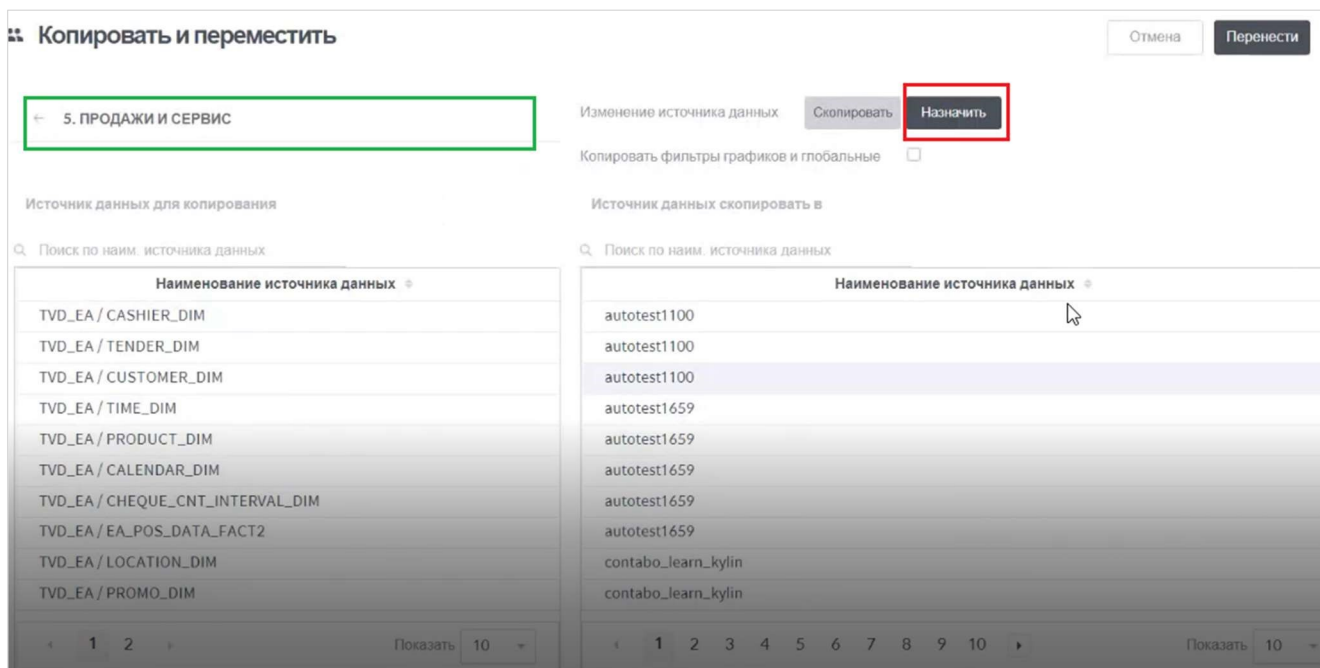 Копировать и переместить
Отмена
Перенести
← 5. ПРОДАЖИ И СЕРВИС
Изменение источника данных
Скопировать
Назначить
Копировать фильтры графиков и глобальные
Источник данных для копирования
Источник данных скопировать в
Поиск по наим. источника данных
Поиск по наим. источника данных
Наименование источника данных
Наименование источника данных
TVD_EA / CASHIER_DIM
autotest1100
TVD_EA / TENDER_DIM
autotest1100
TVD_EA / CUSTOMER_DIM
autotest1100
TVD_EA / TIME_DIM
autotest1659
TVD_EA / PRODUCT_DIM
autotest1659
TVD_EA / CALENDAR_DIM
autotest1659
TVD_EA / CHEQUE_CNT_INTERVAL_DIM
autotest1659
TVD_EA / EA_POS_DATA_FACT2
autotest1659
TVD_EA / LOCATION_DIM
contabo_learn_kylin
TVD_EA / PROMO_DIM
contabo_learn_kylin
1 2
Показать 10
1 2 3 4 5 6 7 8 9 10
Показать 10